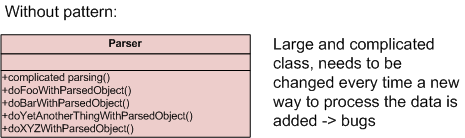 Without pattern:
Parser
+complicated parsing()
+doFooWithParsedObject()
+doBarWithParsedObject()
+doYetAnotherThingWithParsedObject()
+doXYZWithParsedObject()
Large and complicated
class, needs to be
changed every time a new
way to process the data is
added -> bugs